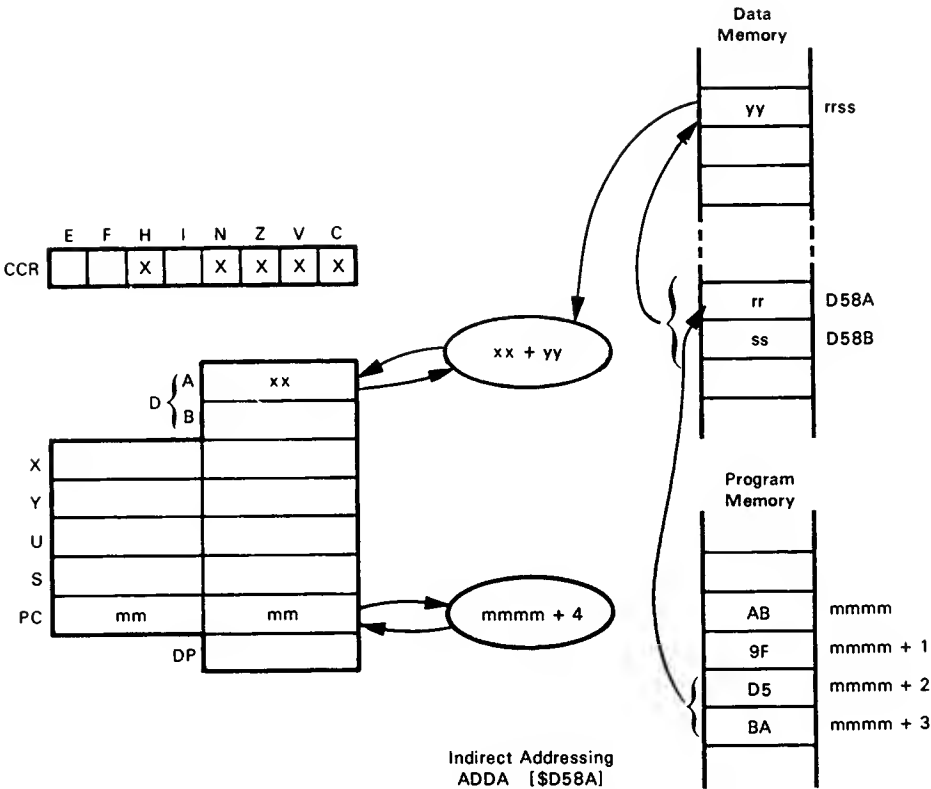 Data
Memory
yy rrss
E F H I N Z V C
CCR X X X X X
rr D58A
ss D58B
xx + yy
D { A xx
B
X
Y
U
S
PC mm mm
DP
mmmm + 4
Program
Memory
AB mmmm
9F mmmm + 1
D5 mmmm + 2
BA mmmm + 3
Indirect Addressing
ADDA [$D58A]